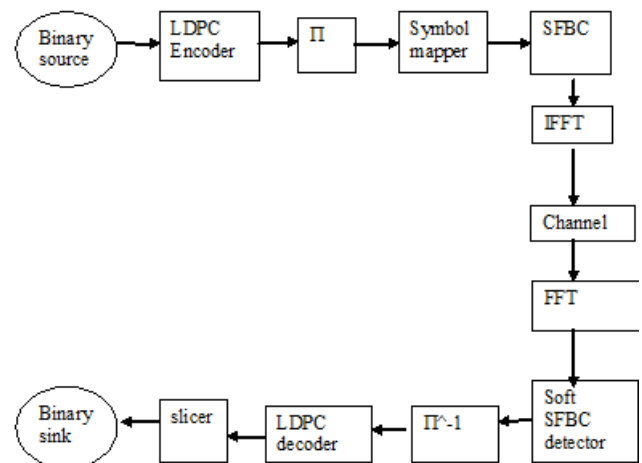 Binary
source
LDPC
Encoder
Π
Symbol
mapper
SFBC
IFFT
Channel
FFT
Soft
SFBC
detector
Π^-1
LDPC
decoder
slicer
Binary
sink